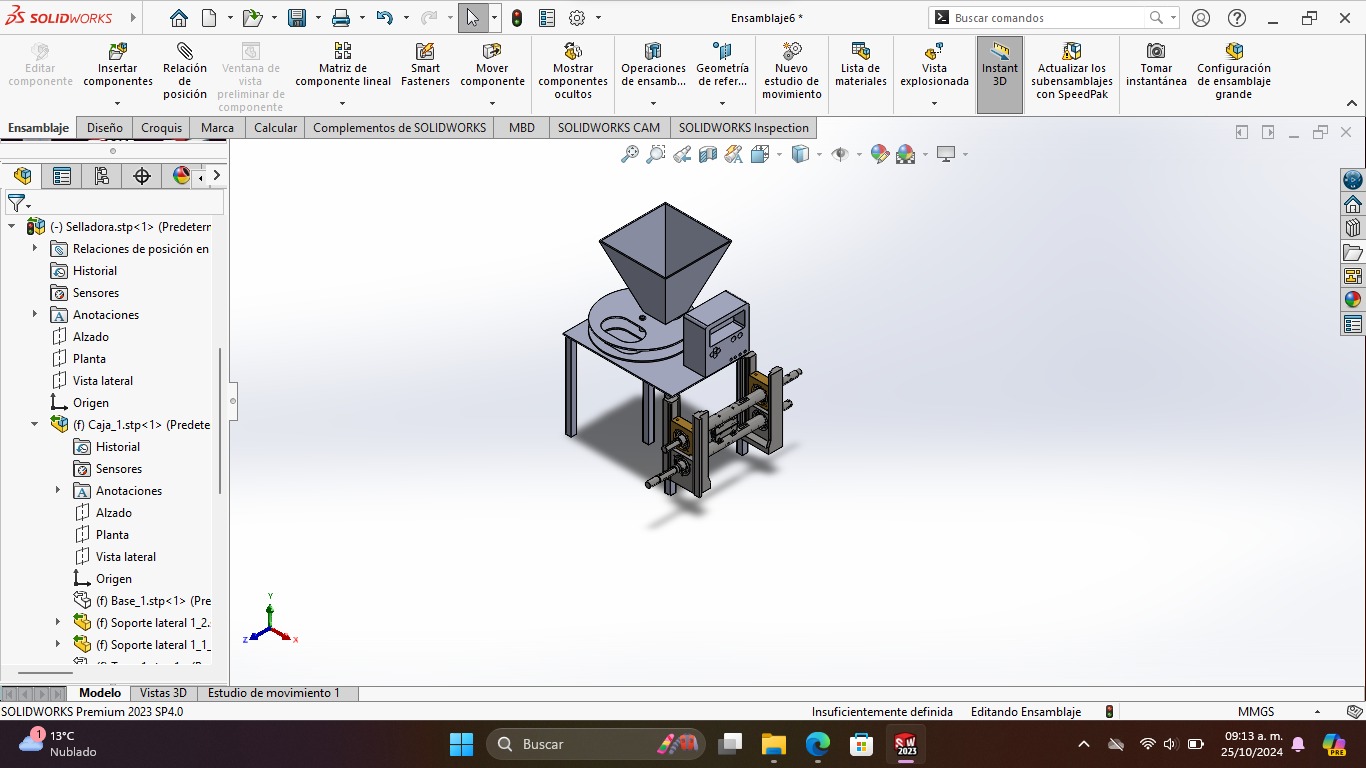 SOLIDWORKS
Ensamblaje6 *
Buscar comandos
Editar
componente
Insertar
componentes
Relación
de
posición
Ventana de
vista
preliminar de
componente
Matriz de
componente lineal
Smart
Fasteners
Mover
componente
Mostrar
componentes
ocultos
Operaciones
de ensamb...
Geometría
de refer...
Nuevo
estudio de
movimiento
Lista de
materiales
Vista
explosionada
Instant
3D
Actualizar los
subensamblajes
con SpeedPak
Tomar
instantánea
Configuración
de ensamblaje
grande
Ensamblaje
Diseño
Croquis
Marca
Calcular
Complementos de SOLIDWORKS
MBD
SOLIDWORKS CAM
SOLIDWORKS Inspection
(-) Selladora.stp<1> (Predeterr
Relaciones de posición en
Historial
Sensores
Anotaciones
Alzado
Planta
Vista lateral
Origen
(f) Caja_1.stp<1> (Predete
Historial
Sensores
Anotaciones
Alzado
Planta
Vista lateral
Origen
(f) Base_1.stp<1> (Pre
(f) Soporte lateral 1_2.
(f) Soporte lateral 1_1_
Y
Z
X
Modelo
Vistas 3D
Estudio de movimiento 1
SOLIDWORKS Premium 2023 SP4.0
Insuficientemente definida
Editando Ensamblaje
MMGS
1
13°C
Nublado
Buscar
SW
2023
09:13 a. m.
25/10/2024
PRE